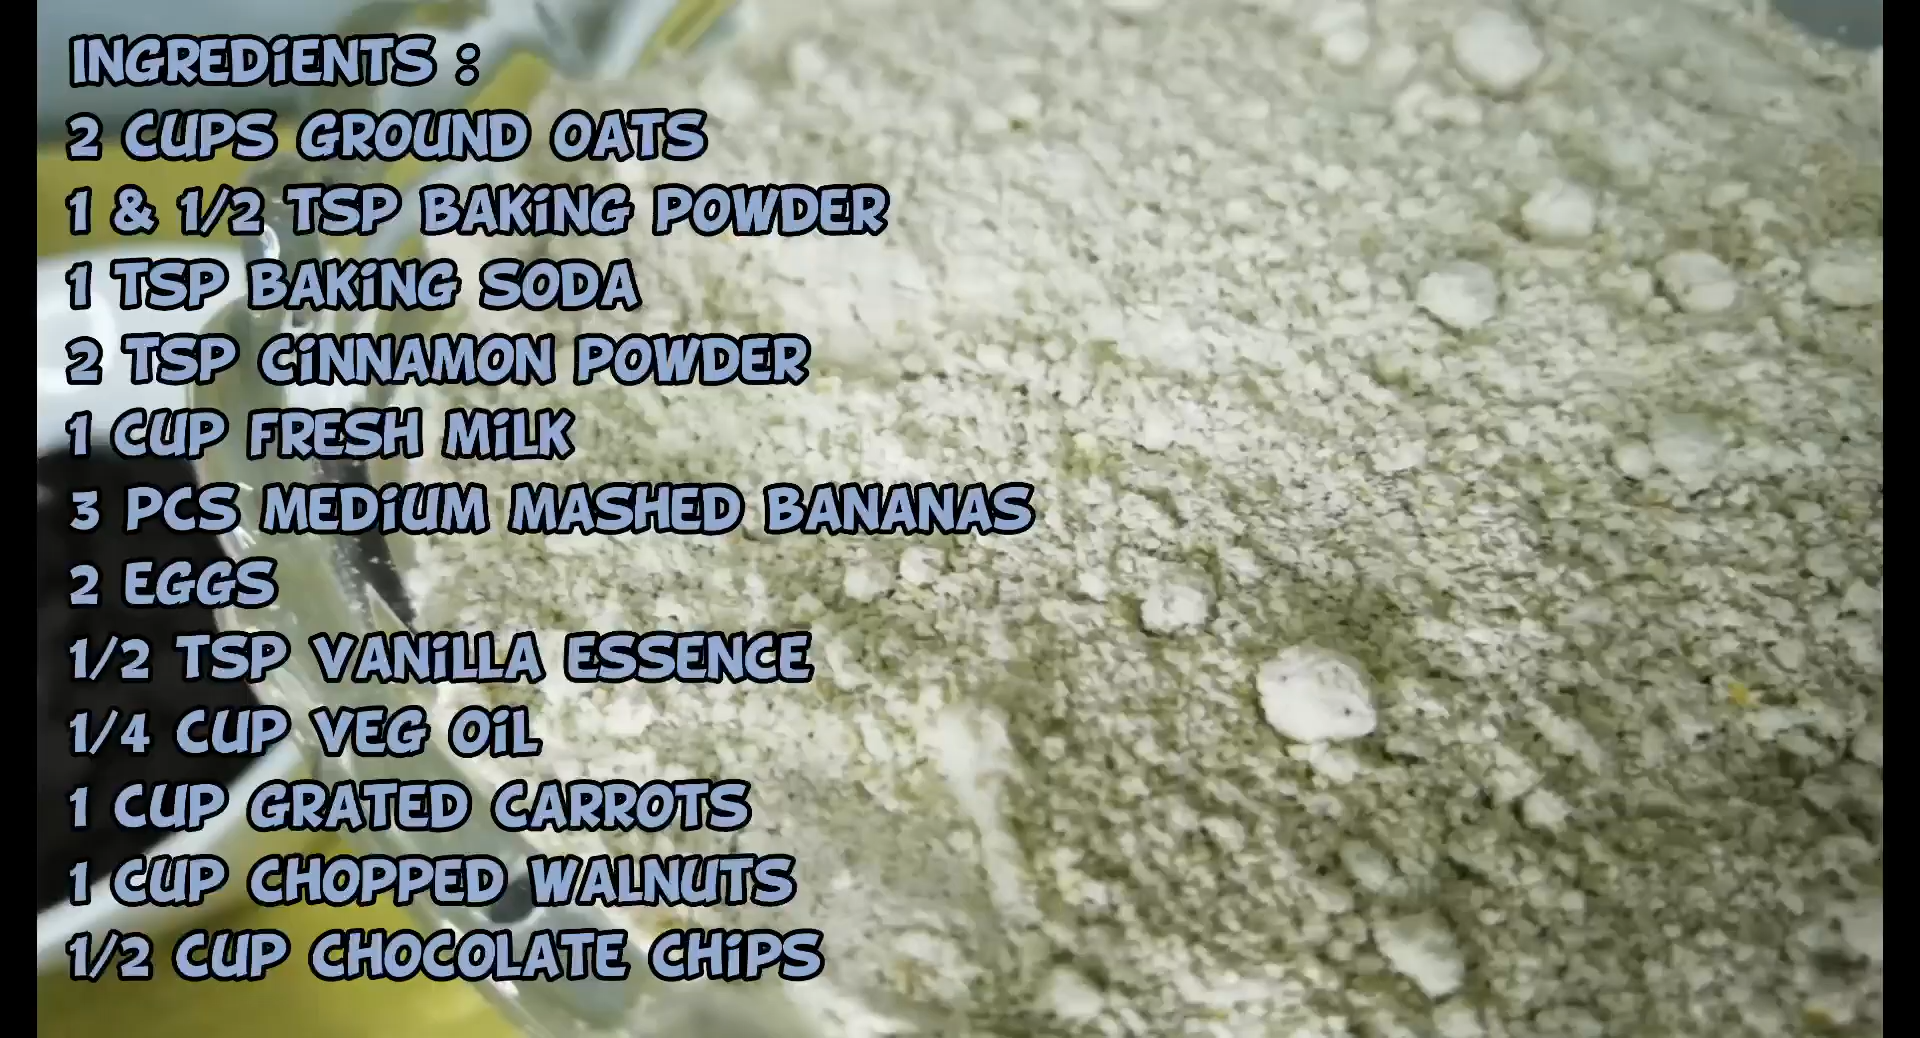 INGREDIENTS :
2 CUPS GROUND OATS
1 & 1/2 TSP BAKING POWDER
1 TSP BAKING SODA
2 TSP CINNAMON POWDER
1 CUP FRESH MILK
3 PCS MEDIUM MASHED BANANAS
2 EGGS
1/2 TSP VANILLA ESSENCE
1/4 CUP VEG OIL
1 CUP GRATED CARROTS
1 CUP CHOPPED WALNUTS
1/2 CUP CHOCOLATE CHIPS